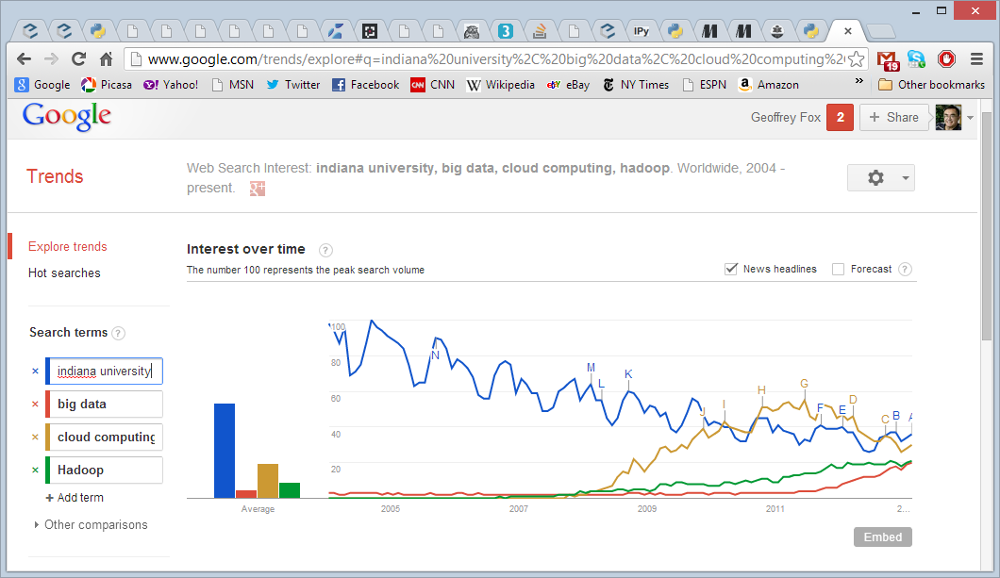 3
IPy
www.google.com/trends/explore#q=indiana%20university%2C%20big%20data%2C%20cloud%20computing%20
19
Google Picasa Yahoo! MSN Twitter Facebook CNN Wikipedia eBay NY Times ESPN Amazon » Other bookmarks
Google
Geoffrey Fox 2 + Share
Trends
Web Search Interest: indiana university, big data, cloud computing, hadoop. Worldwide, 2004 -
present.
Explore trends
Hot searches
Interest over time ?
The number 100 represents the peak search volume
News headlines Forecast ?
Search terms ?
× indiana university
× big data
× cloud computing
× Hadoop
+ Add term
Other comparisons
100
80
60
40
20
N M L K J I H G F E D C B A
Average 2005 2007 2009 2011 2...
Embed